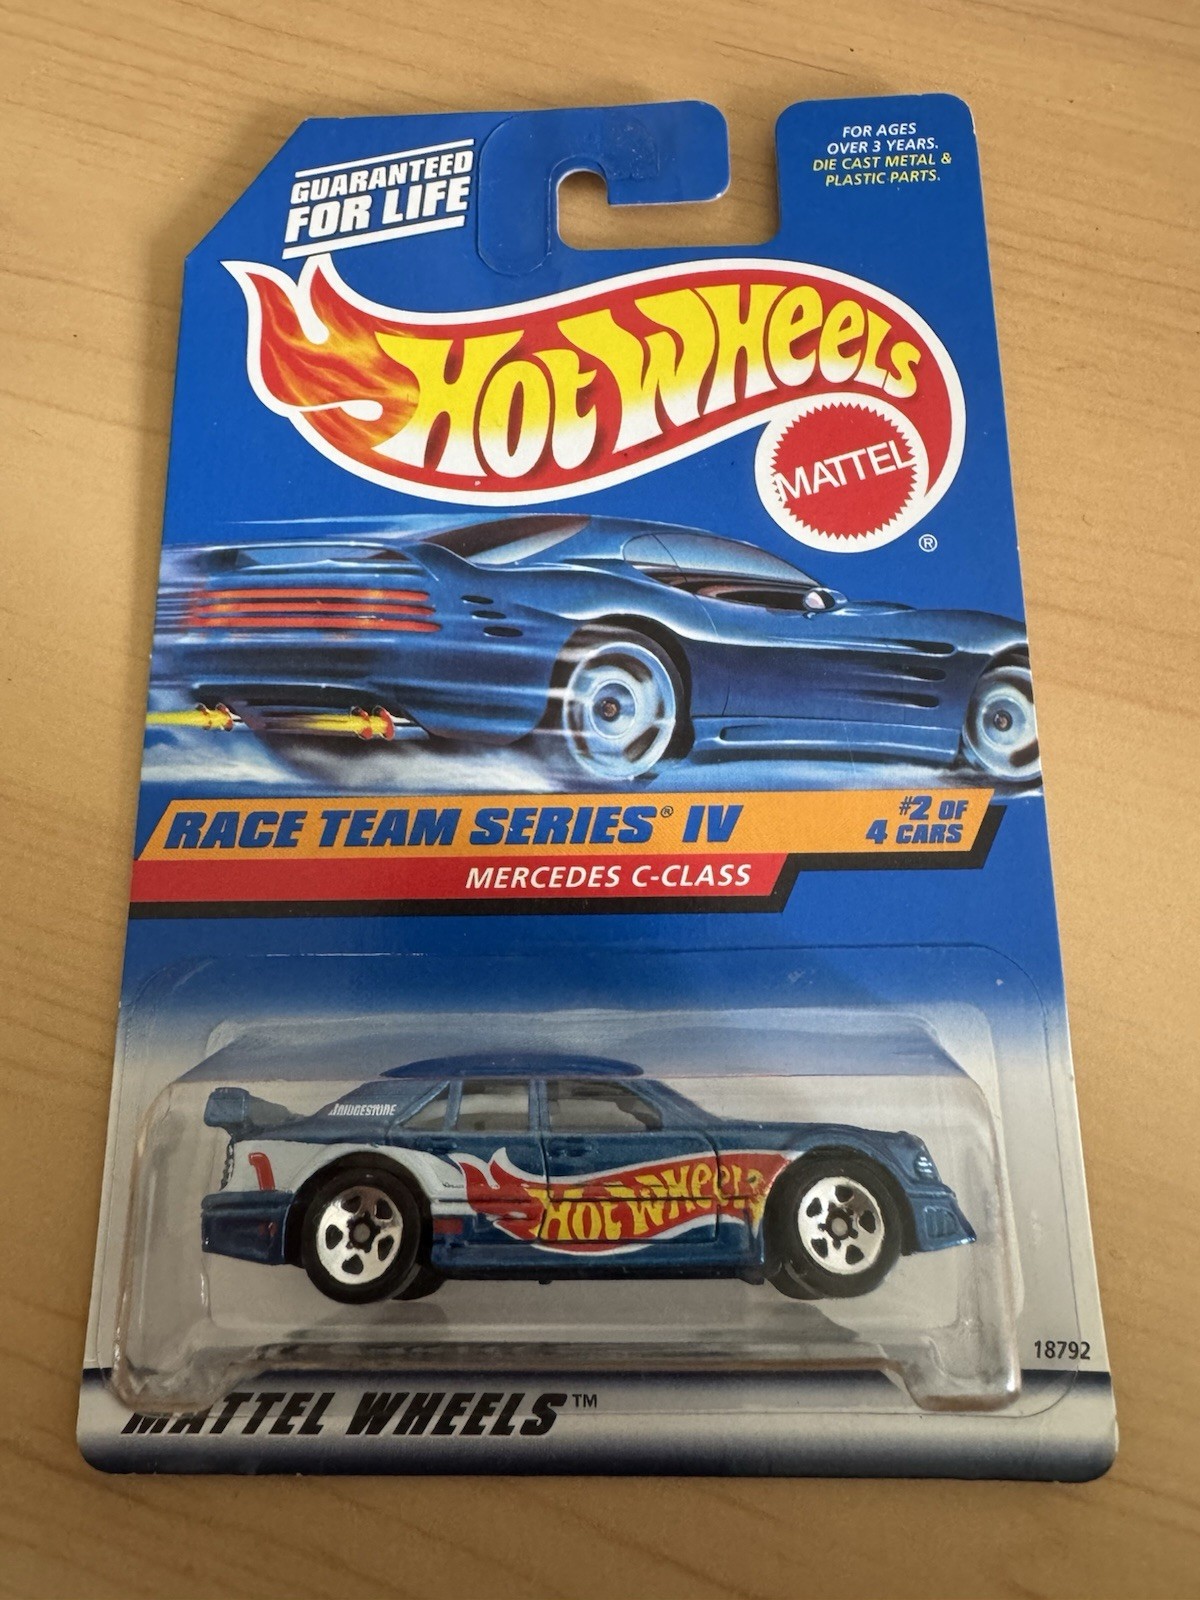 GUARANTEED
FOR LIFE
FOR AGES
OVER 3 YEARS.
DIE CAST METAL &
PLASTIC PARTS.
HOT WHEELS
MATTEL
®
RACE TEAM SERIES® IV
#2 OF
4 CARS
MERCEDES C-CLASS
BRIDGESTONE
1
HOT WHEELS
18792
MATTEL WHEELS™